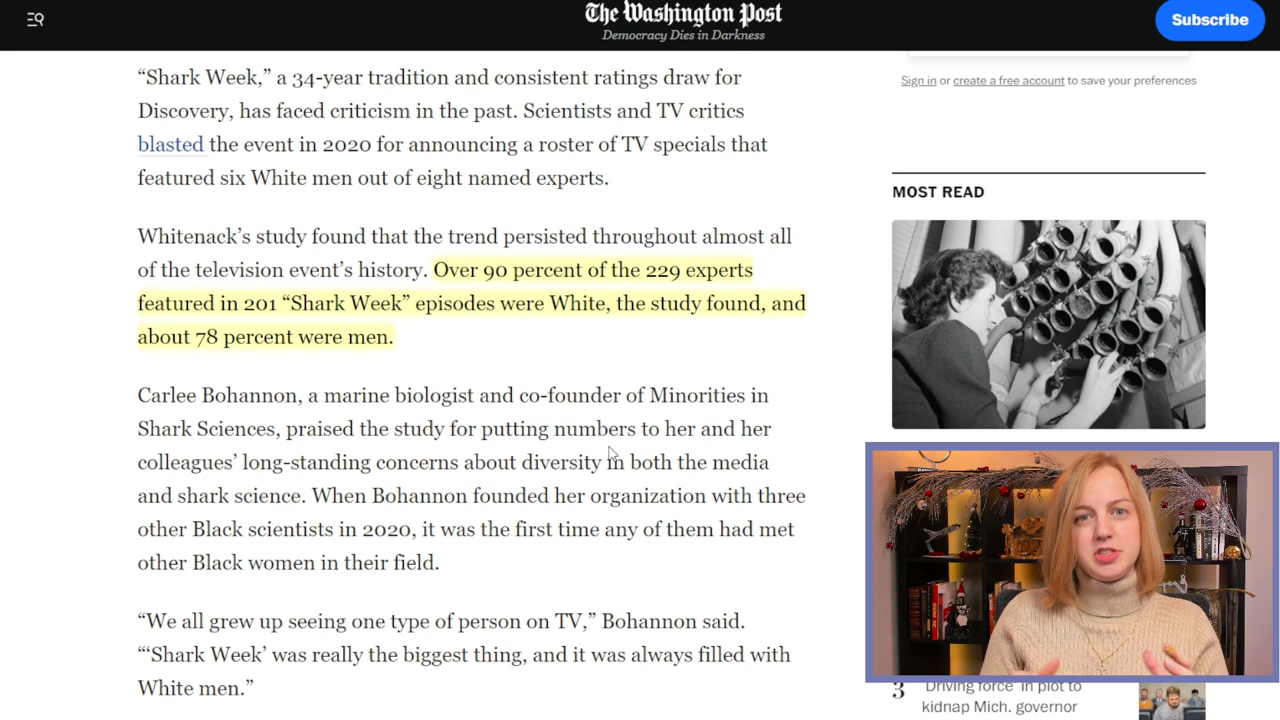 The Washington Post
Democracy Dies in Darkness
Subscribe
“Shark Week,” a 34-year tradition and consistent ratings draw for
Discovery, has faced criticism in the past. Scientists and TV critics
blasted the event in 2020 for announcing a roster of TV specials that
featured six White men out of eight named experts.
Whitenack’s study found that the trend persisted throughout almost all
of the television event’s history. Over 90 percent of the 229 experts
featured in 201 “Shark Week” episodes were White, the study found, and
about 78 percent were men.
Carlee Bohannon, a marine biologist and co-founder of Minorities in
Shark Sciences, praised the study for putting numbers to her and her
colleagues’ long-standing concerns about diversity in both the media
and shark science. When Bohannon founded her organization with three
other Black scientists in 2020, it was the first time any of them had met
other Black women in their field.
“We all grew up seeing one type of person on TV,” Bohannon said.
“‘Shark Week’ was really the biggest thing, and it was always filled with
White men.”
Sign in or create a free account to save your preferences
MOST READ
3
‘Driving force’ in plot to
kidnap Mich. governor